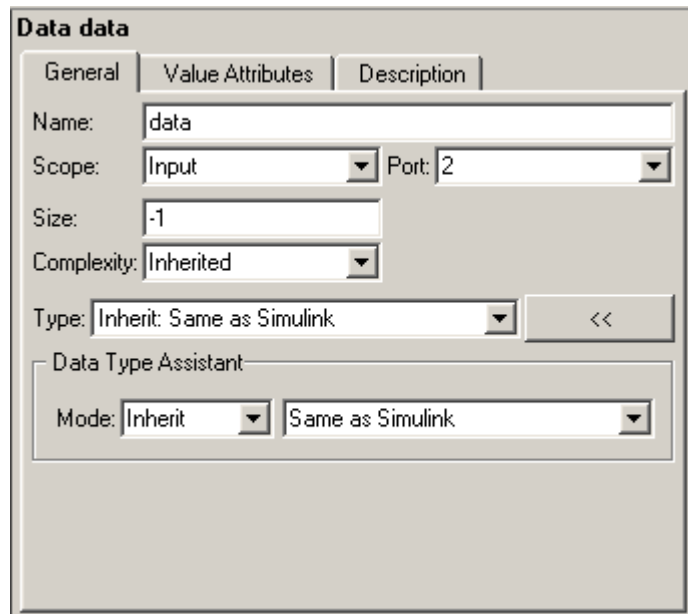 Data data
General Value Attributes Description
Name: data
Scope: Input Port: 2
Size: -1
Complexity: Inherited
Type: Inherit: Same as Simulink <<
Data Type Assistant
Mode: Inherit Same as Simulink